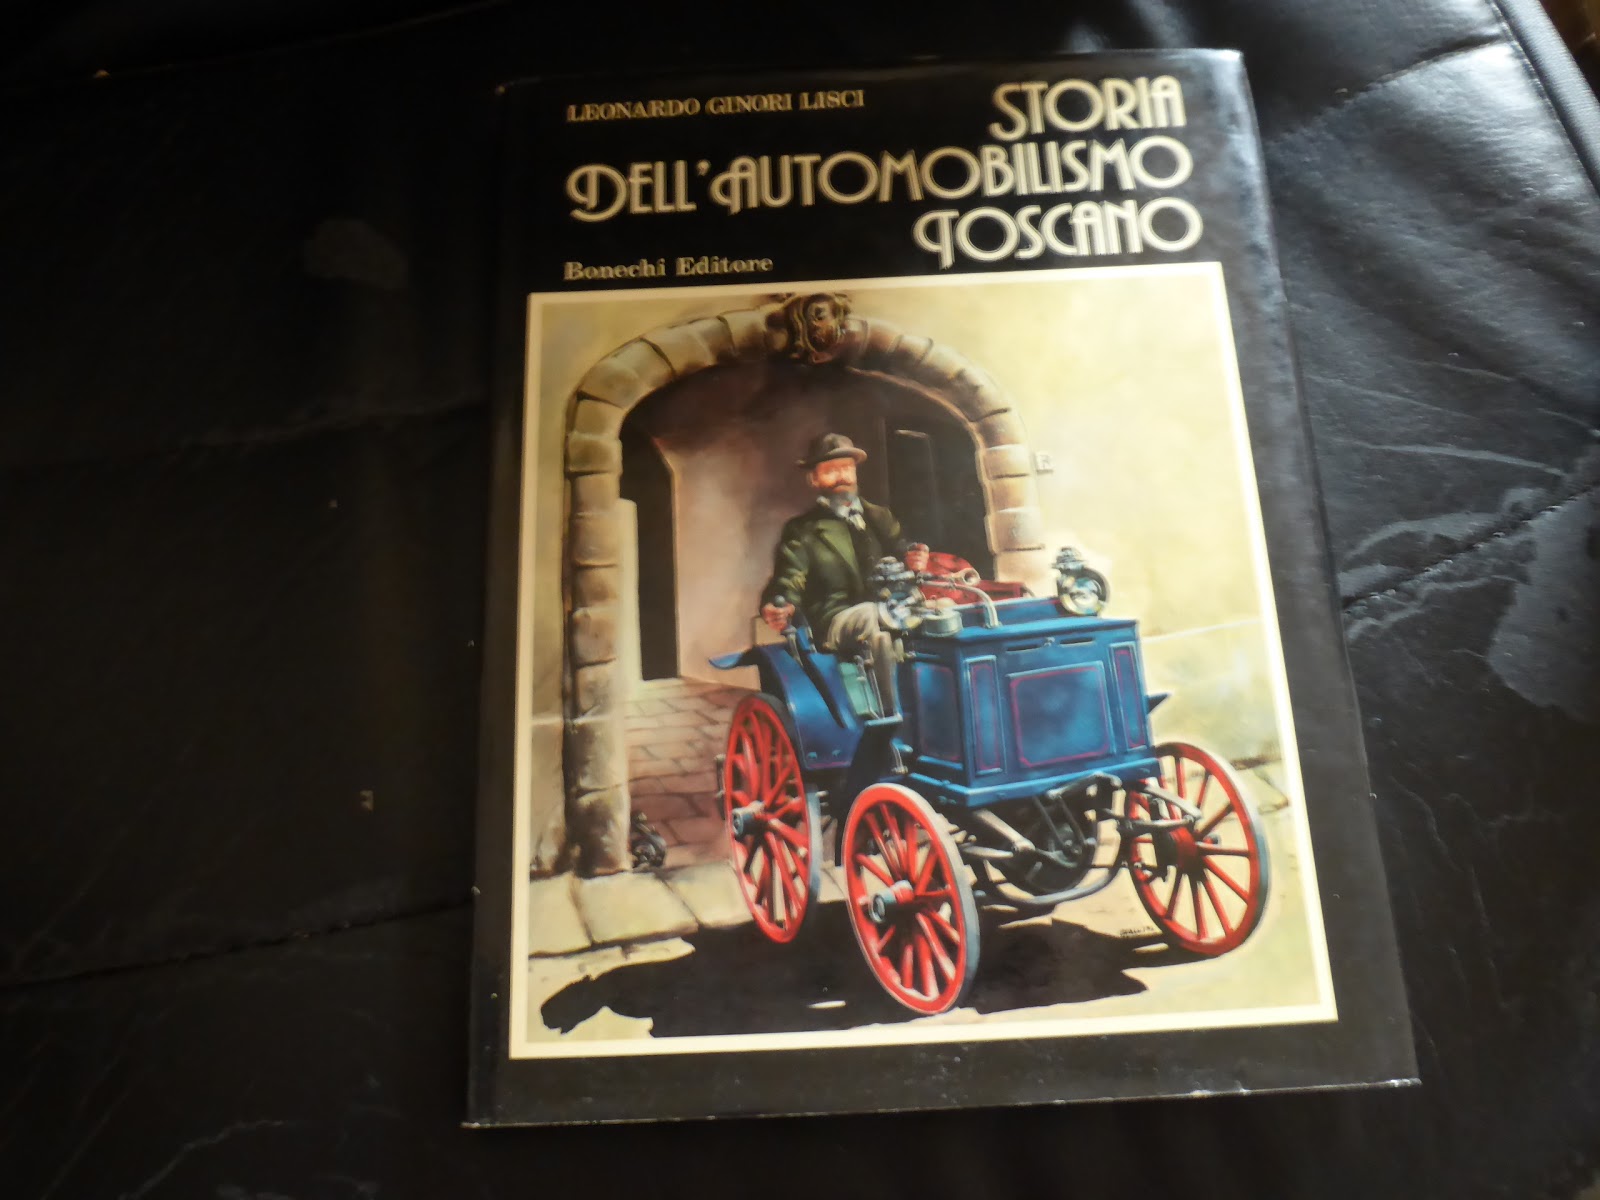 LEONARDO GINORI LISCI
STORIA
DELL'AUTOMOBILISMO
TOSCANO
Bonechi Editore